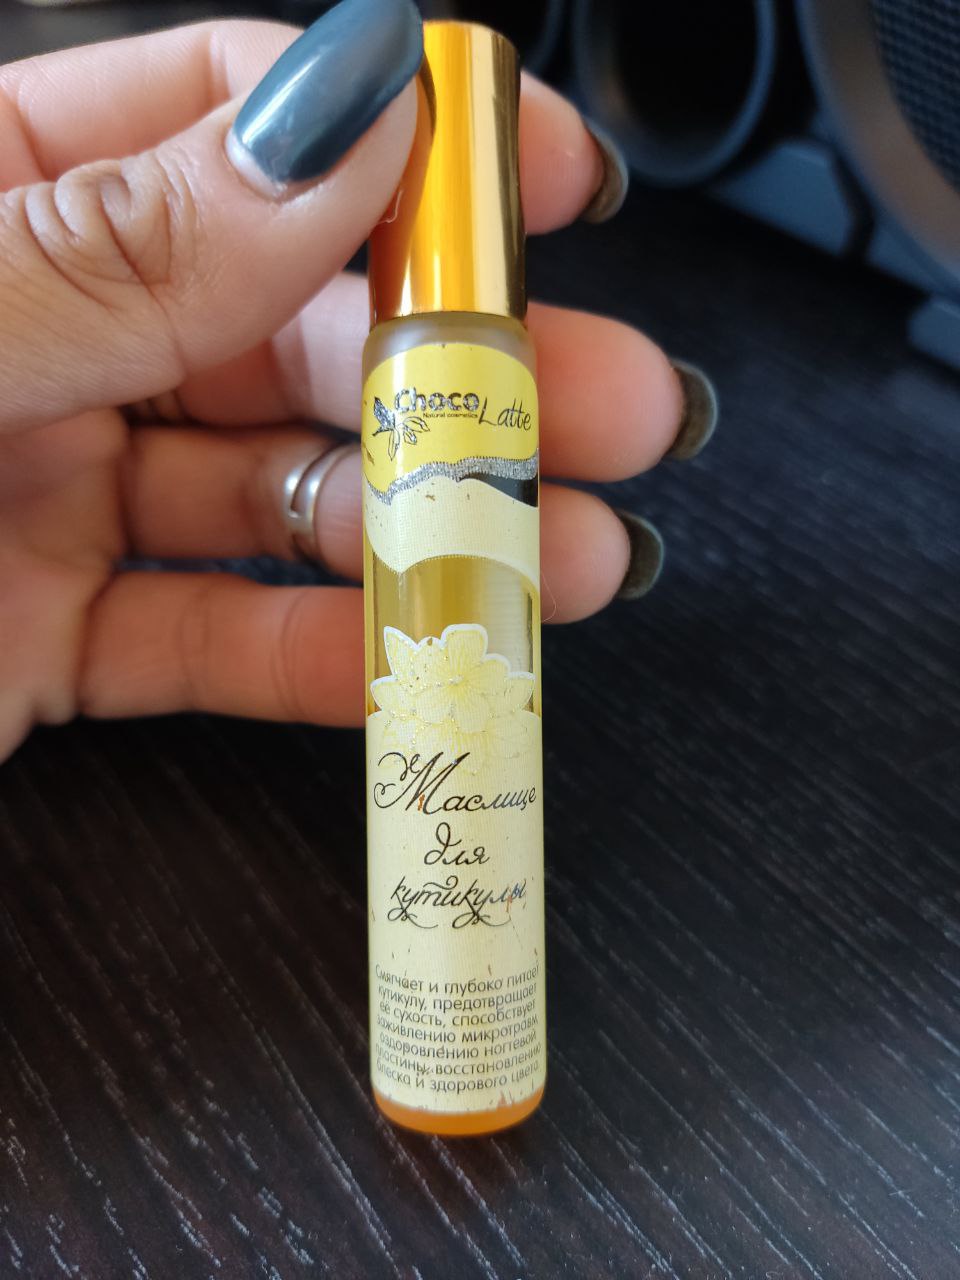 Choco Latte
Natural cosmetics
Маслице
для
кутикулы
Смягчает и глубоко питает
кутикулу, предотвращает
её сухость, способствует
заживлению микротравм,
оздоровлению ногтевой
пластины, восстановлению
блеска и здорового цвета.